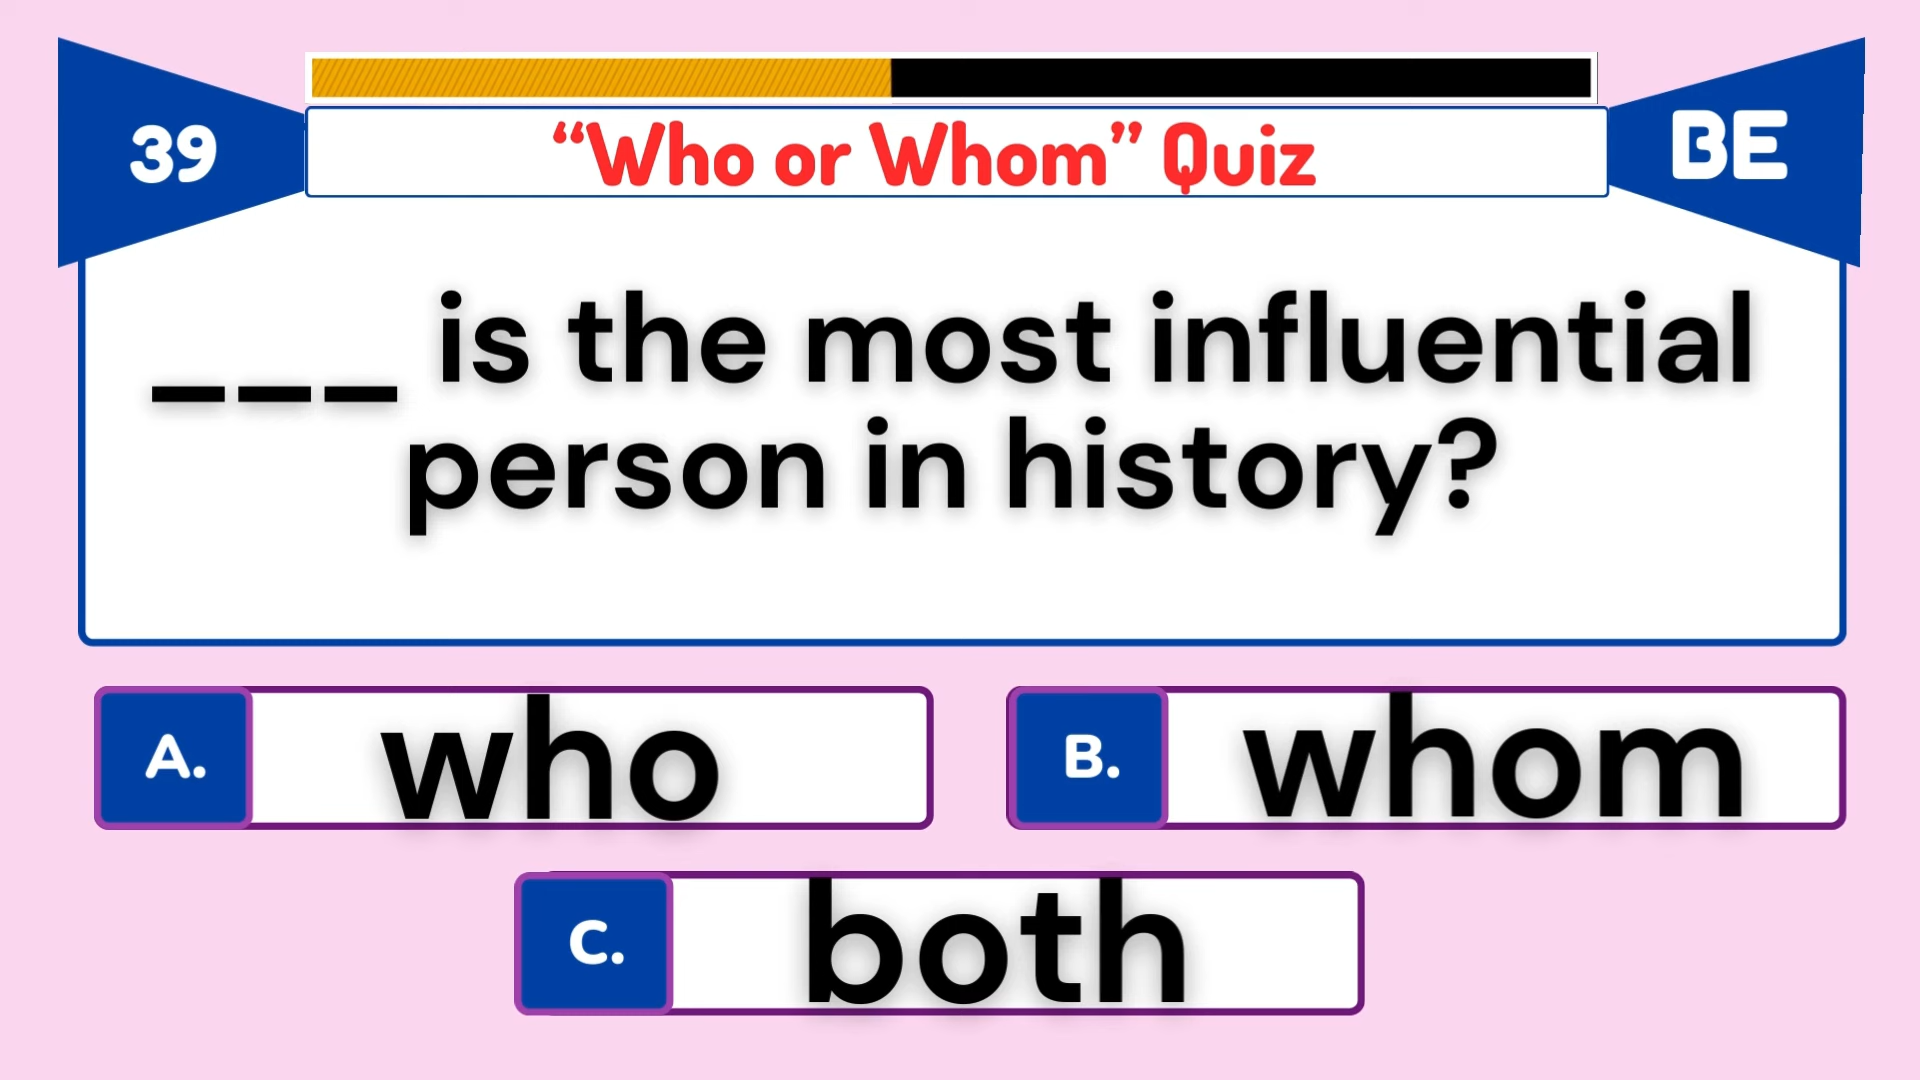 39
“Who or Whom” Quiz
BE
___ is the most influential
person in history?
A. who
B. whom
C. both